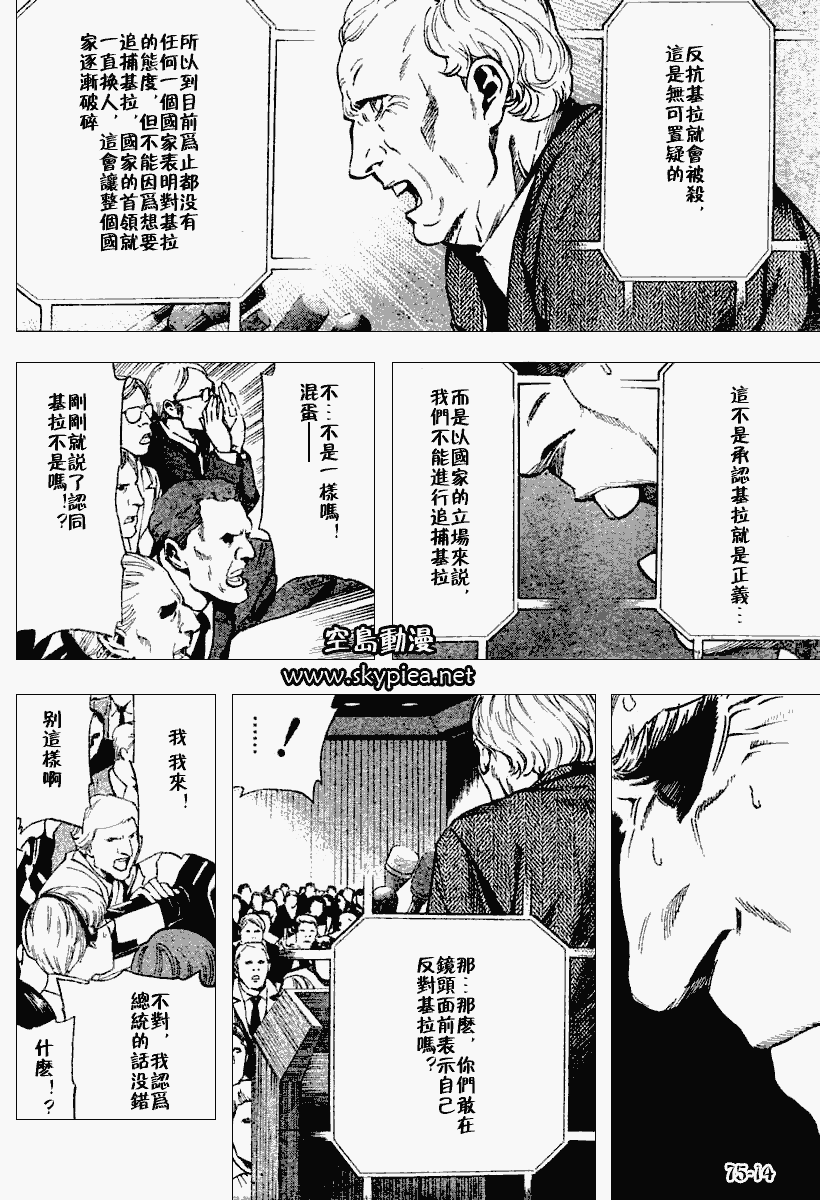 反抗基拉就會被殺,
這是無可置疑的
所以到目前爲止都没有
任何一個國家表明對基拉
的態度,但不能因爲想要
追捕基拉,國家的首領就
一直换人,這會讓整個國
家逐漸破碎
這不是承認基拉就是正義…
而是以國家的立場來説,
我們不能進行追捕基拉
不…不是一樣嗎!
混蛋——
剛剛就說了認同
基拉不是嗎!?
空島動漫
www.skypiea.net
那…那麽,你們敢在
鏡頭面前表示自己
反對基拉嗎?
……!
我 我來!
别這樣啊
不對,我認爲
總統的話没錯
什麽!?
75-14